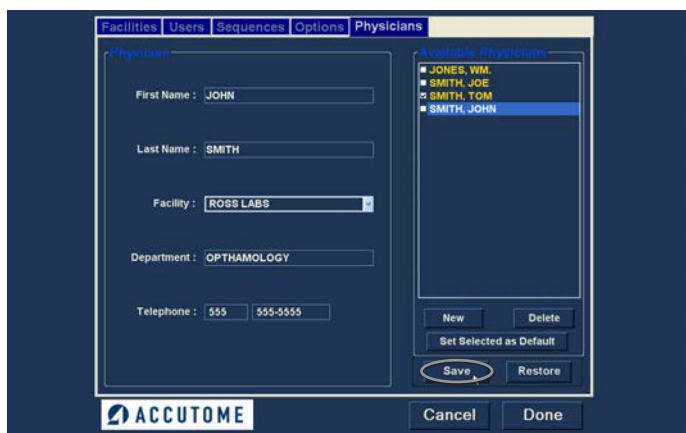 Facilities Users Sequences Options Physicians
Physician
First Name : JOHN
Last Name : SMITH
Facility : ROSS LABS
Department : OPTHAMOLOGY
Telephone : 555 555-5555
Available Physicians
JONES, WM.
SMITH, JOE
SMITH, TOM
SMITH, JOHN
New Delete
Set Selected as Default
Save Restore
ACCUTOME
Cancel Done